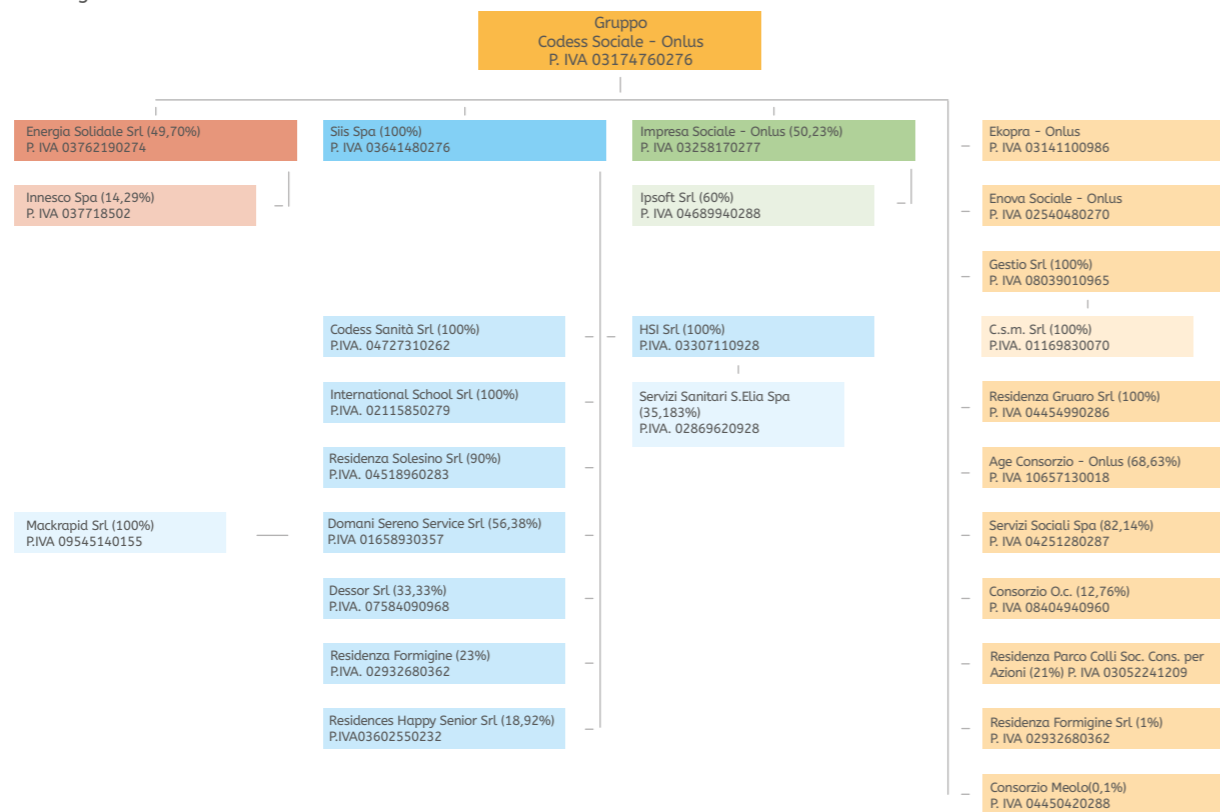 Gruppo
Codess Sociale - Onlus
P. IVA 03174760276
Energia Solidale Srl (49,70%)
P. IVA 03762190274
Innesco Spa (14,29%)
P. IVA 037718502
Siis Spa (100%)
P. IVA 03641480276
Impresa Sociale - Onlus (50,23%)
P. IVA 03258170277
Ipsoft Srl (60%)
P. IVA 04689940288
Codess Sanità Srl (100%)
P.IVA. 04727310262
International School Srl (100%)
P.IVA. 02115850279
Residenza Solesino Srl (90%)
P.IVA. 04518960283
Mackrapid Srl (100%)
P.IVA 09545140155
Domani Sereno Service Srl (56,38%)
P.IVA 01658930357
Dessor Srl (33,33%)
P.IVA. 07584090968
Residenza Formigine (23%)
P.IVA. 02932680362
Residences Happy Senior Srl (18,92%)
P.IVA03602550232
HSI Srl (100%)
P.IVA. 03307110928
Servizi Sanitari S.Elia Spa
(35,183%)
P.IVA. 02869620928
Ekopra - Onlus
P. IVA 03141100986
Enova Sociale - Onlus
P. IVA 02540480270
Gestio Srl (100%)
P. IVA 08039010965
C.s.m. Srl (100%)
P.IVA. 01169830070
Residenza Gruaro Srl (100%)
P. IVA 04454990286
Age Consorzio - Onlus (68,63%)
P. IVA 10657130018
Servizi Sociali Spa (82,14%)
P. IVA 04251280287
Consorzio O.c. (12,76%)
P. IVA 08404940960
Residenza Parco Colli Soc. Cons. per
Azioni (21%) P. IVA 03052241209
Residenza Formigine Srl (1%)
P. IVA 02932680362
Consorzio Meolo(0,1%)
P. IVA 04450420288